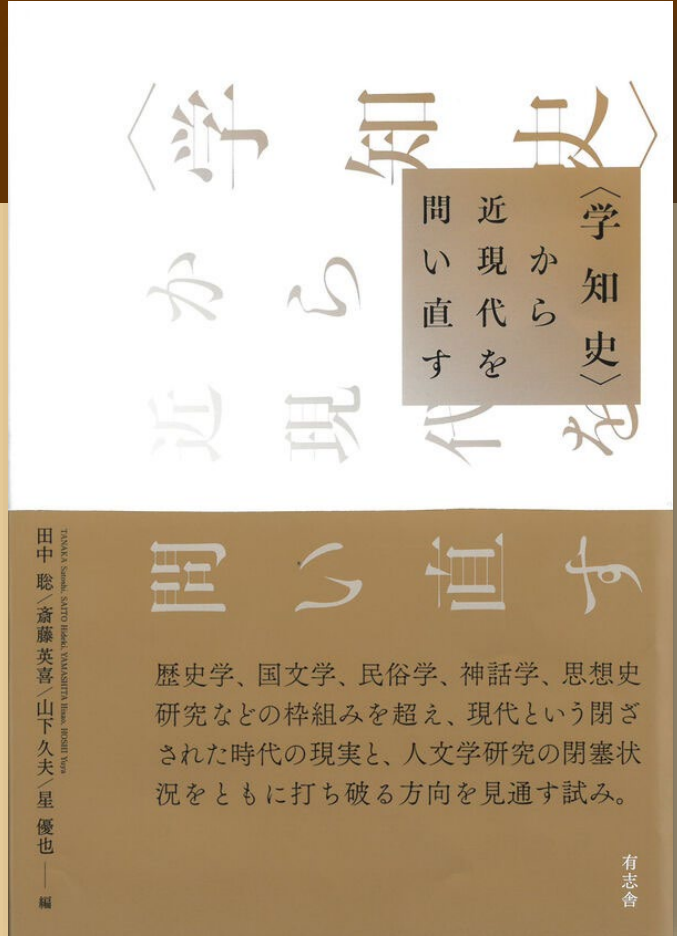 〈学知史〉
から
近現代を
問い直す
〈学知史〉
から
近現代を
問い直す
歴史学、国文学、民俗学、神話学、思想史
研究などの枠組みを超え、現代という閉ざ
された時代の現実と、人文学研究の閉塞状
況をともに打ち破る方向を見通す試み。
TANAKA Satoshi, SAITO Hideki, YAMASHITA Hisao, HOSHI Yuya
田中 聡/斎藤英喜/山下久夫/星 優也──編
有志舎